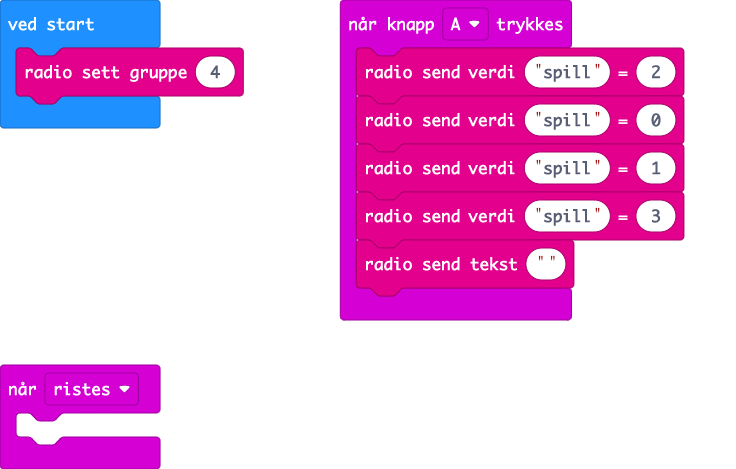 ved start
radio sett gruppe 4
når knapp A trykkes
radio send verdi "spill" = 2
radio send verdi "spill" = 0
radio send verdi "spill" = 1
radio send verdi "spill" = 3
radio send tekst " "
når ristes